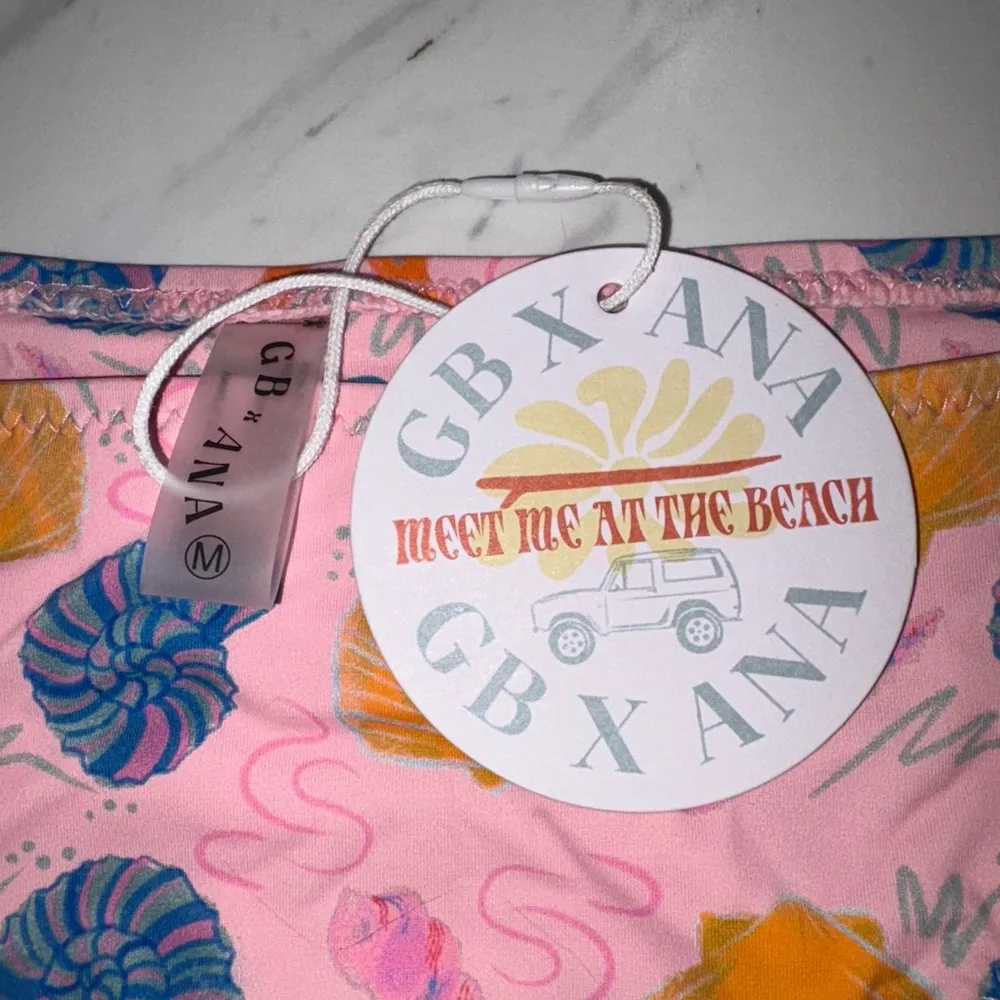 GB X ANA
MEET ME AT THE BEACH
GB X ANA
GB x ANA M